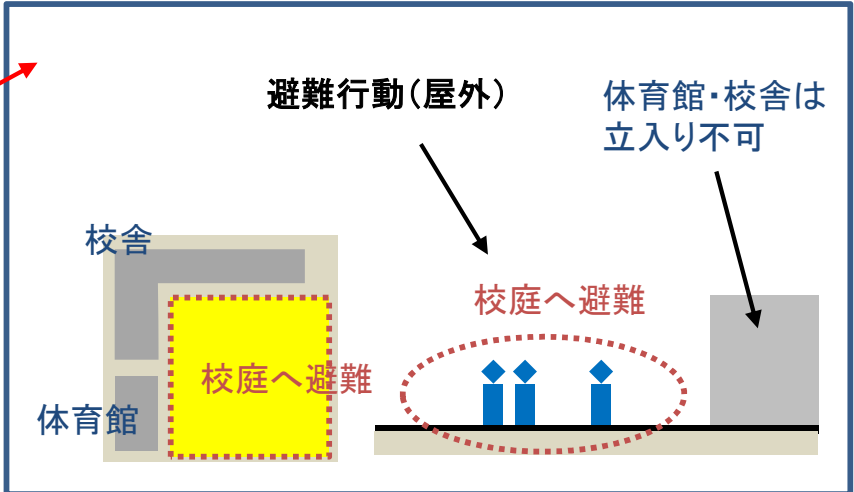 避難行動(屋外)
体育館・校舎は
立入り不可
校舎
校庭へ避難
校庭へ避難
体育館